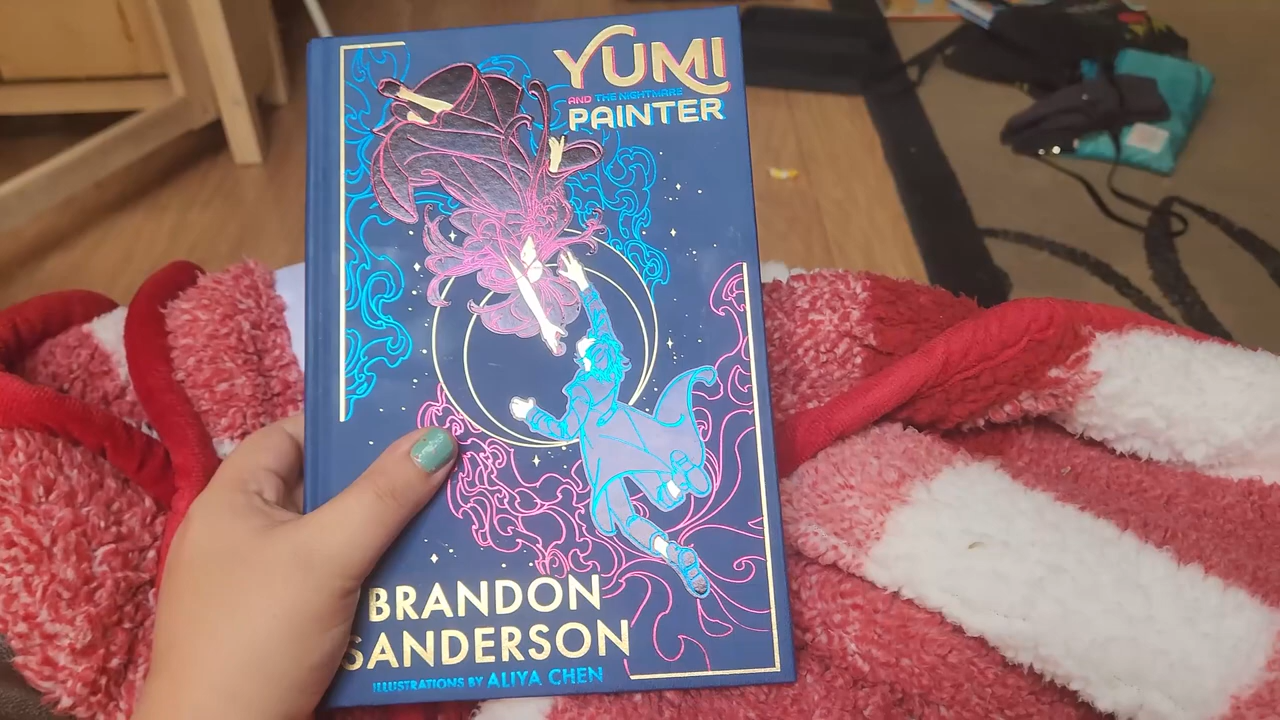 YUMI
AND THE NIGHTMARE
PAINTER
BRANDON
SANDERSON
ILLUSTRATIONS BY ALIYA CHEN